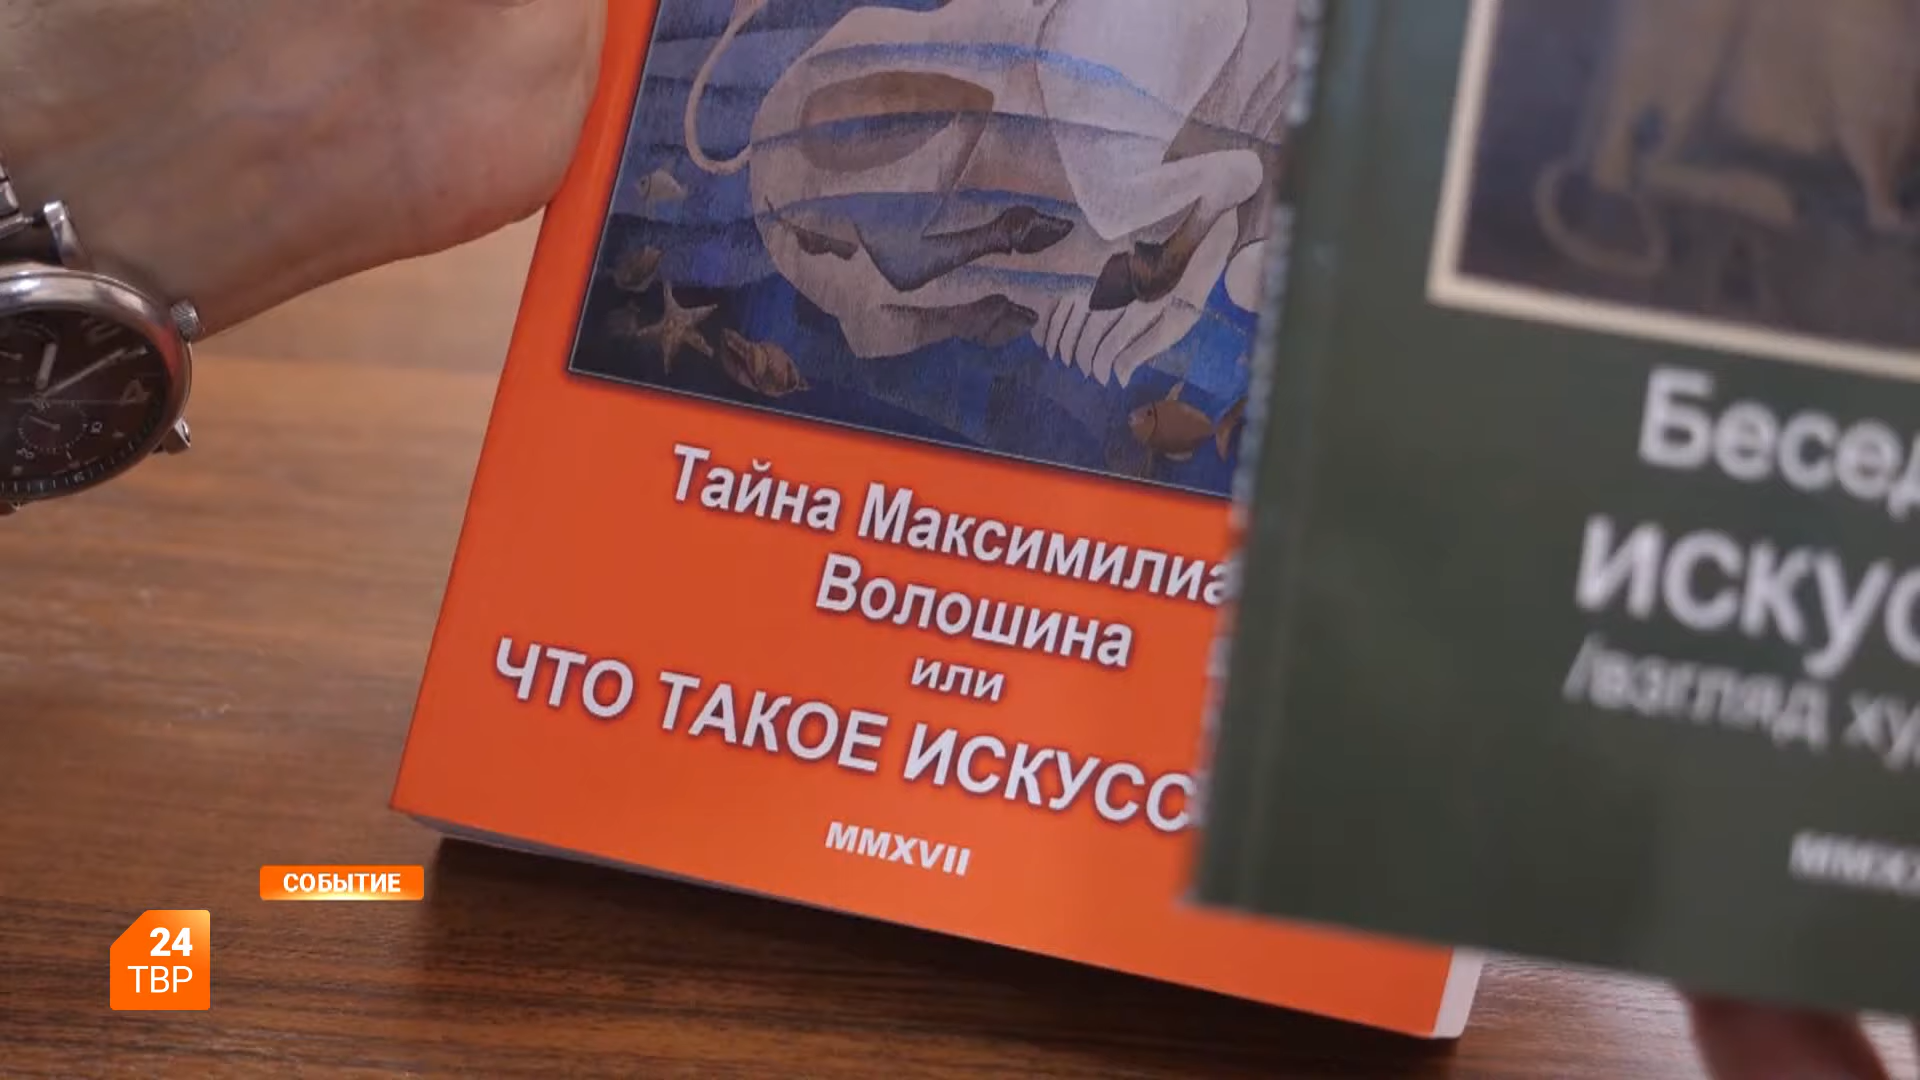 Тайна Максимилиа
Волошина
или
ЧТО ТАКОЕ ИСКУСС
MMXVII
Бесед
ИСКУС
/взгляд ху
СОБЫТИЕ
24
ТВР